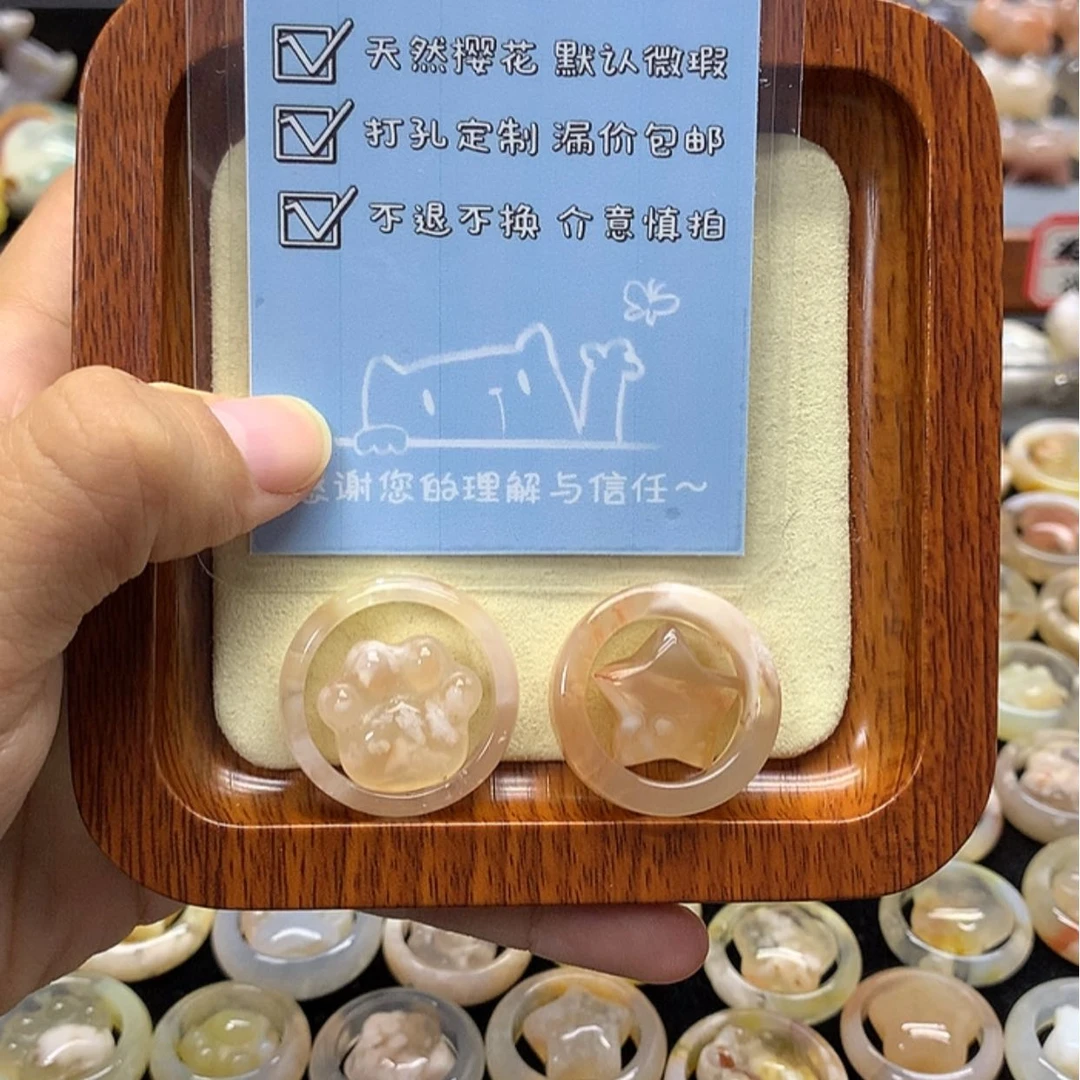 天然樱花 默认微瑕
打孔定制 漏价包邮
不退不换 介意慎拍
感谢您的理解与信任～